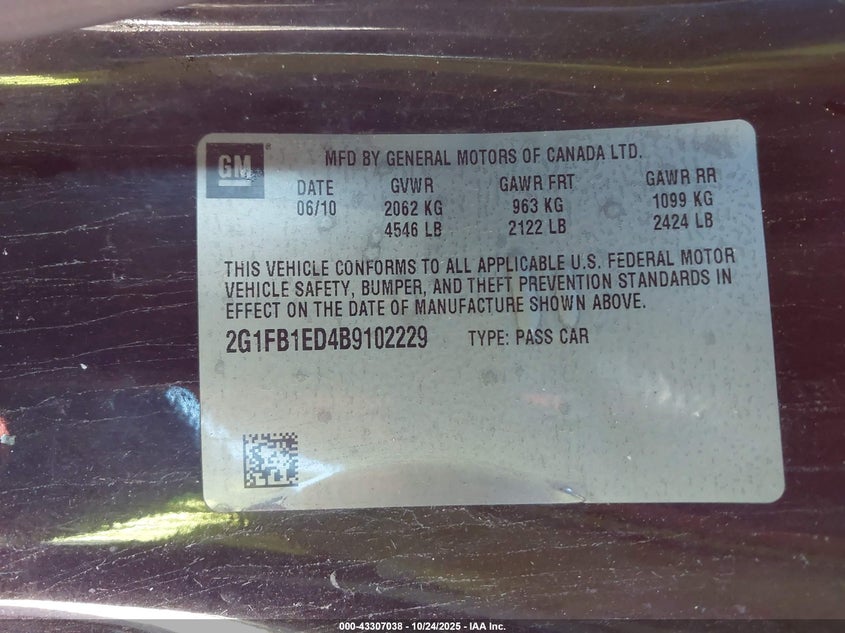 GM
MFD BY GENERAL MOTORS OF CANADA LTD.
DATE GVWR GAWR FRT GAWR RR
06/10 2062 KG 963 KG 1099 KG
4546 LB 2122 LB 2424 LB
THIS VEHICLE CONFORMS TO ALL APPLICABLE U.S. FEDERAL MOTOR
VEHICLE SAFETY, BUMPER, AND THEFT PREVENTION STANDARDS IN
EFFECT ON THE DATE OF MANUFACTURE SHOWN ABOVE.
2G1FB1ED4B9102229 TYPE: PASS CAR
000-43307038 - 10/24/2025 - IAA Inc.